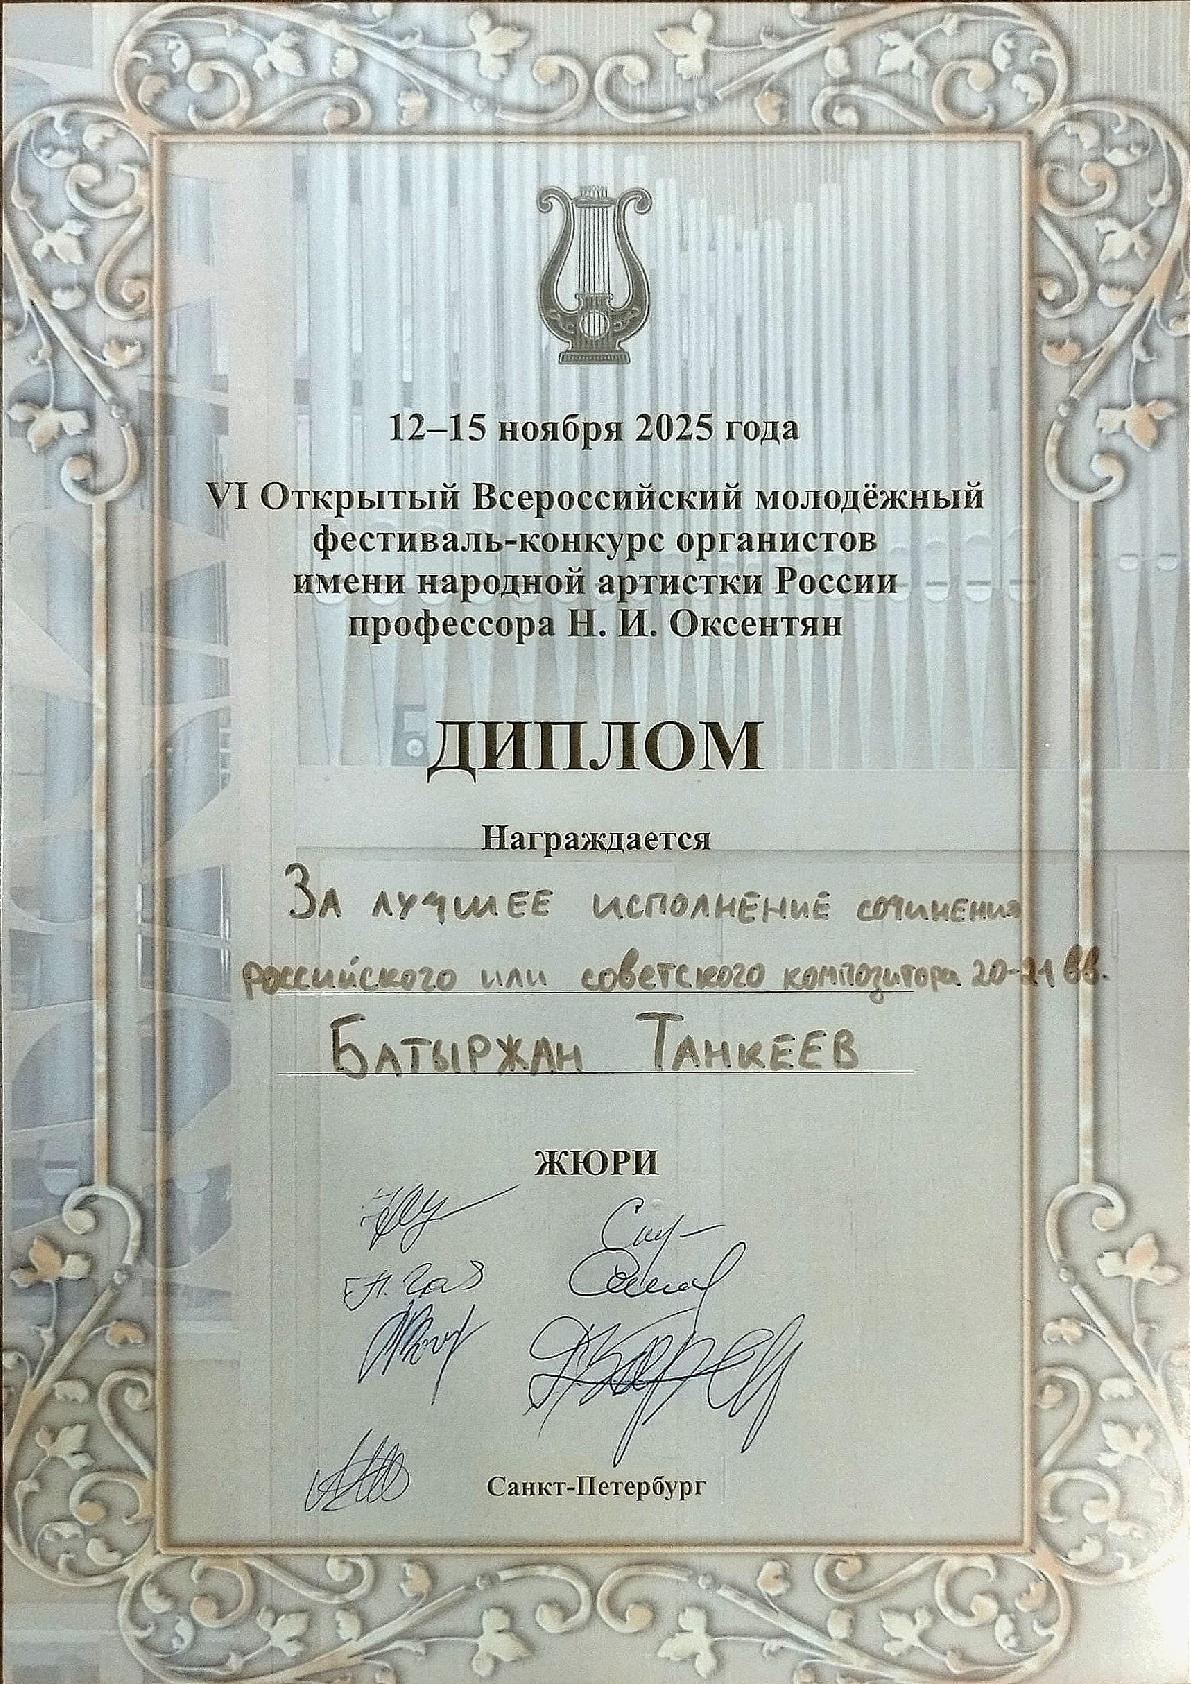 12–15 ноября 2025 года
VI Открытый Всероссийский молодёжный
фестиваль-конкурс органистов
имени народной артистки России
профессора Н. И. Оксентян
ДИПЛОМ
Награждается
За лучшее исполнение сочинения
российского или советского композитора 20-21 вв.
Батыржан Танкеев
ЖЮРИ
Санкт-Петербург